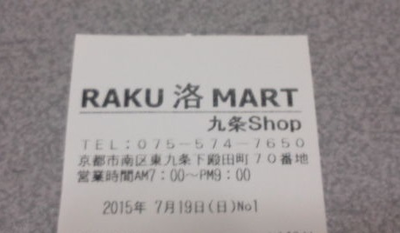 RAKU 洛 MART
九条Shop
TEL:075-574-7650
京都市南区東九条下殿田町70番地
営業時間AM7:00~PM9:00
2015年 7月19日(日)No1